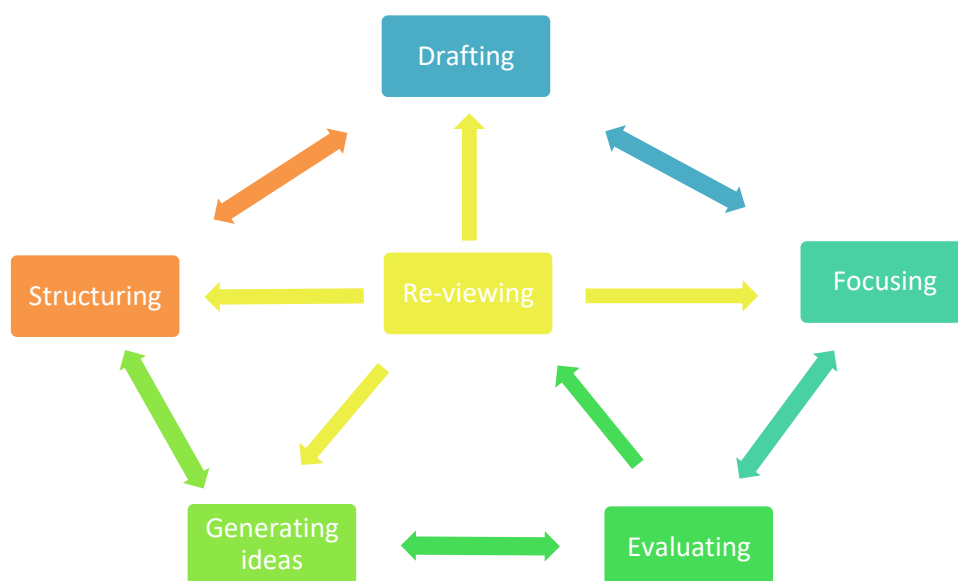 Drafting
Structuring
Re-viewing
Focusing
Generating
ideas
Evaluating